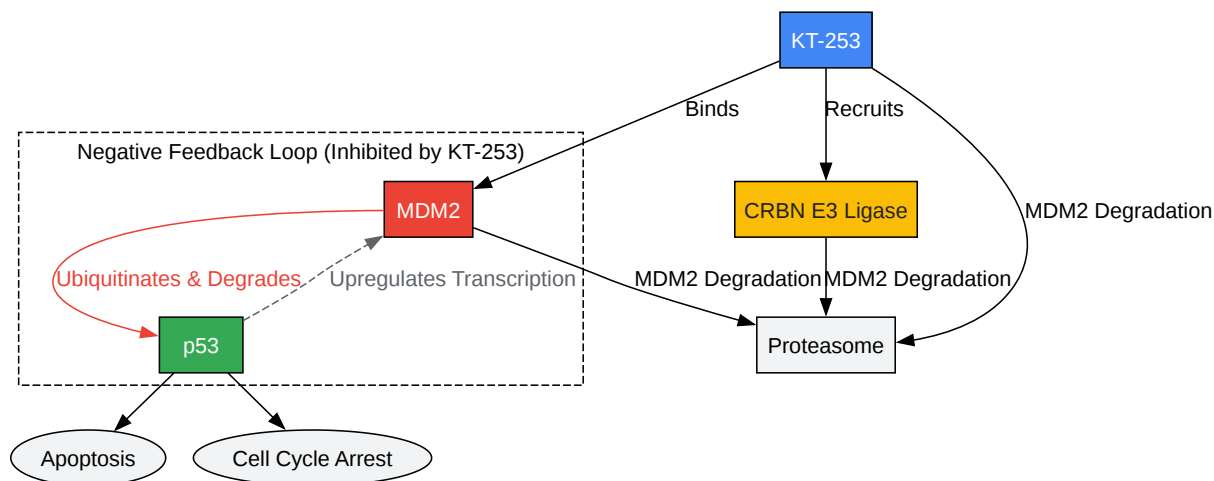 KT-253
Binds
Recruits
Negative Feedback Loop (Inhibited by KT-253)
MDM2
CRBN E3 Ligase
MDM2 Degradation
Ubiquitinates & Degrades
Upregulates Transcription
MDM2 Degradation
MDM2 Degradation
p53
Proteasome
Apoptosis
Cell Cycle Arrest